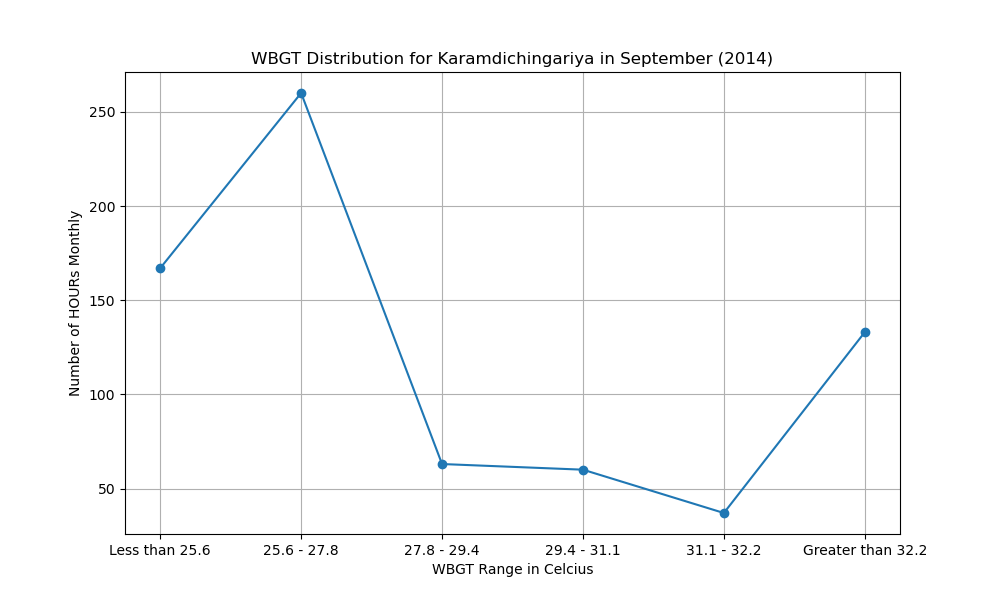 WBGT Distribution for Karamdichingariya in September (2014)
Number of HOURs Monthly
250
200
150
100
50
Less than 25.6
25.6 - 27.8
27.8 - 29.4
29.4 - 31.1
31.1 - 32.2
Greater than 32.2
WBGT Range in Celcius